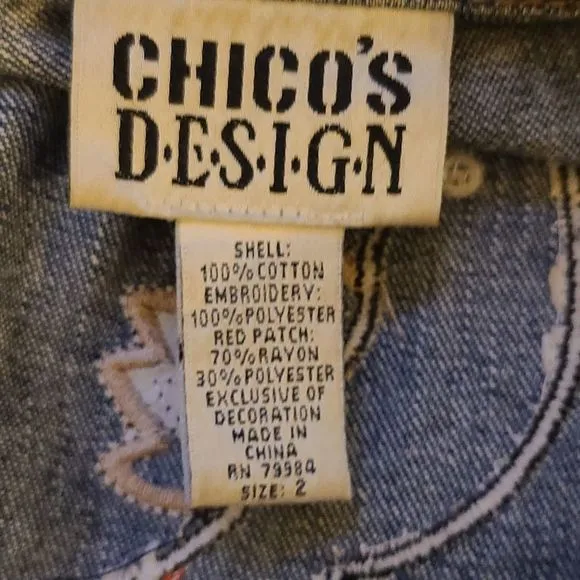 CHICO'S
D·E·S·I·G·N
SHELL:
100%COTTON
EMBROIDERY:
100%POLYESTER
RED PATCH:
70%RAYON
30%POLYESTER
EXCLUSIVE OF
DECORATION
MADE IN
CHINA
RN 79984
SIZE: 2